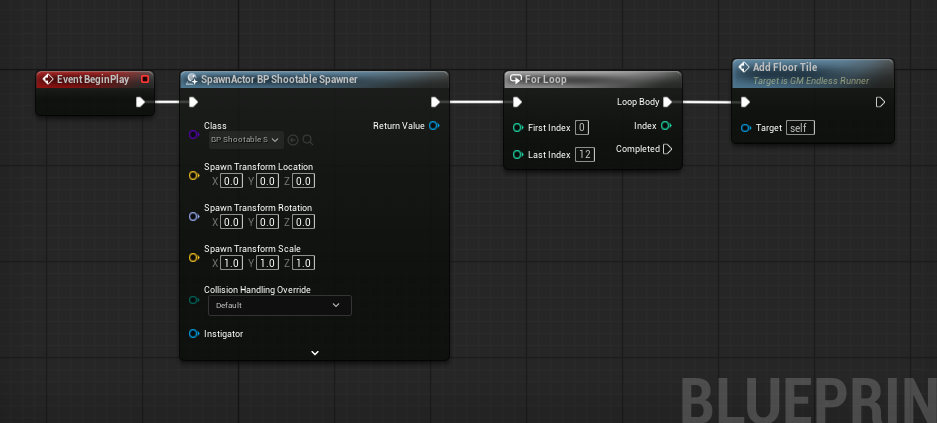 Event BeginPlay
SpawnActor BP Shootable Spawner
Class
BP Shootable S
Return Value
Spawn Transform Location
X 0.0 Y 0.0 Z 0.0
Spawn Transform Rotation
X 0.0 Y 0.0 Z 0.0
Spawn Transform Scale
X 1.0 Y 1.0 Z 1.0
Collision Handling Override
Default
Instigator
For Loop
Loop Body
First Index 0
Index
Last Index 12
Completed
Add Floor Tile
Target is GM Endless Runner
Target self
BLUEPRIN